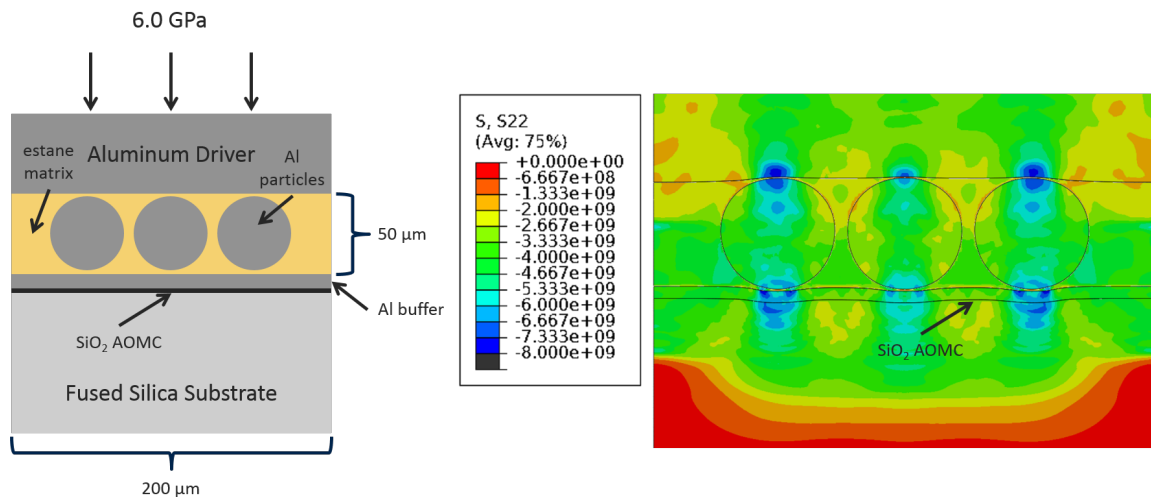 6.0 GPa
estane
matrix
Aluminum Driver
Al
particles
50 μm
Al buffer
SiO2 AOMC
Fused Silica Substrate
200 μm
S, S22
(Avg: 75%)
+0.000e+00
-6.667e+08
-1.333e+09
-2.000e+09
-2.667e+09
-3.333e+09
-4.000e+09
-4.667e+09
-5.333e+09
-6.000e+09
-6.667e+09
-7.333e+09
-8.000e+09
SiO2 AOMC